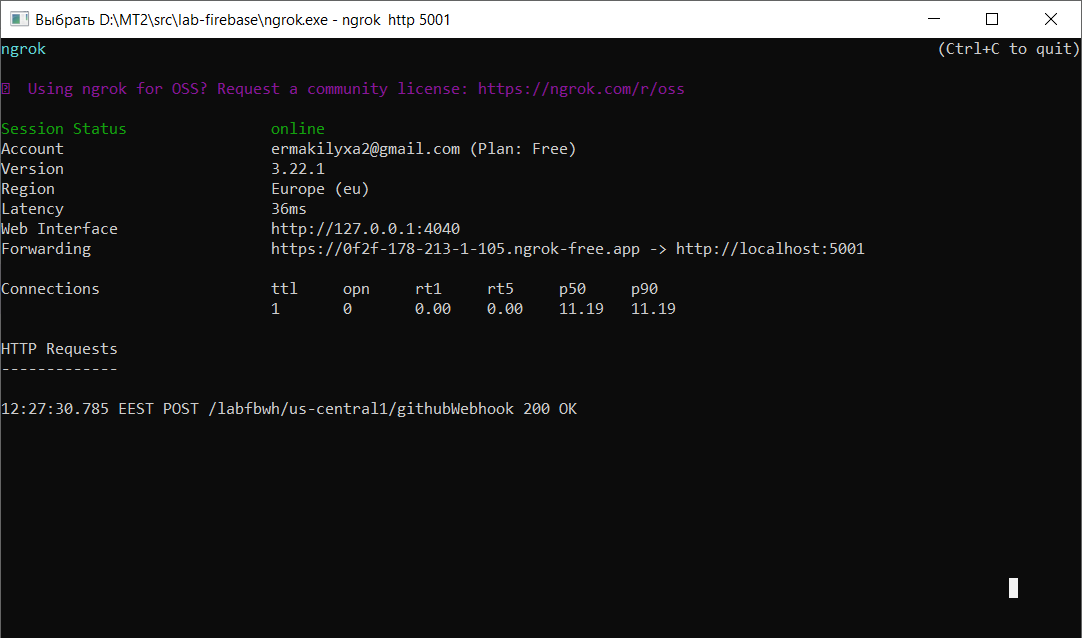 Выбрать D:\MT2\src\lab-firebase\ngrok.exe - ngrok  http 5001
ngrok (Ctrl+C to quit)
Using ngrok for OSS? Request a community license: https://ngrok.com/r/oss
Session Status online
Account ermakilyxa2@gmail.com (Plan: Free)
Version 3.22.1
Region Europe (eu)
Latency 36ms
Web Interface http://127.0.0.1:4040
Forwarding https://0f2f-178-213-1-105.ngrok-free.app -> http://localhost:5001
Connections ttl opn rt1 rt5 p50 p90
1 0 0.00 0.00 11.19 11.19
HTTP Requests
-------------
12:27:30.785 EEST POST /labfbwh/us-central1/githubWebhook 200 OK